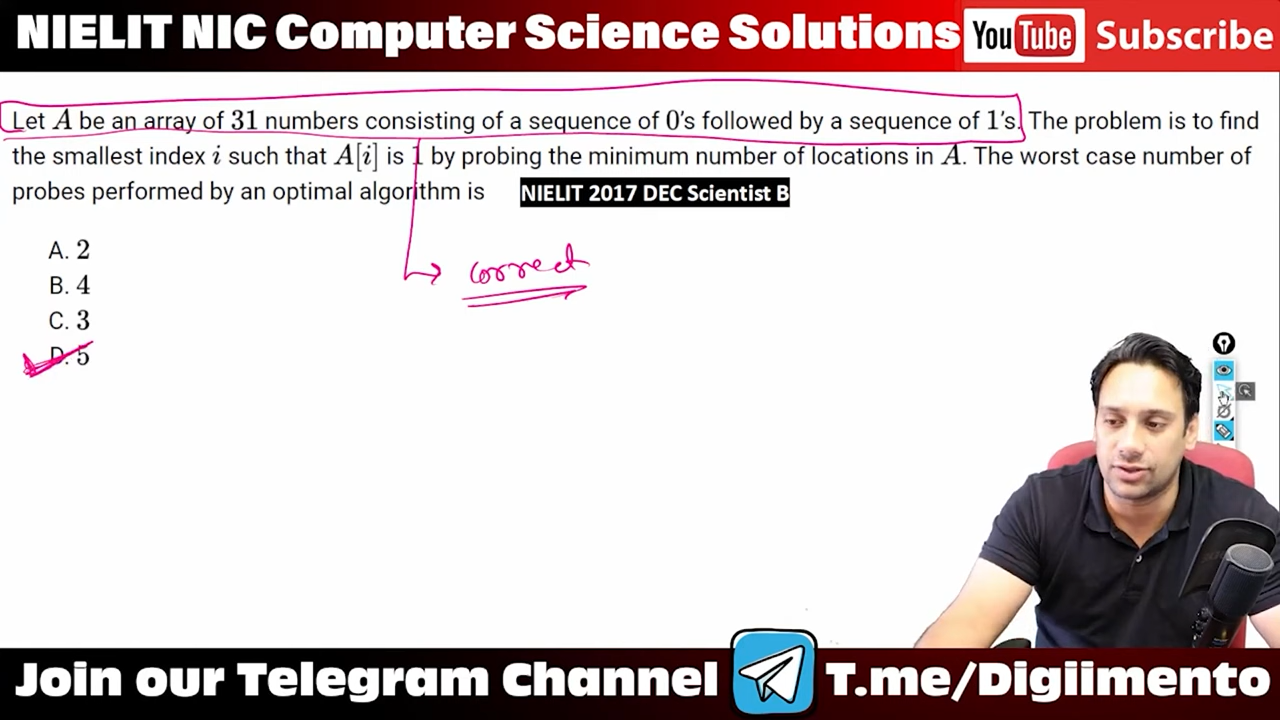 NIELIT NIC Computer Science Solutions YouTube Subscribe
Let A be an array of 31 numbers consisting of a sequence of 0's followed by a sequence of 1's. The problem is to find
the smallest index i such that A[i] is 1 by probing the minimum number of locations in A. The worst case number of
probes performed by an optimal algorithm is NIELIT 2017 DEC Scientist B
A. 2
correct
B. 4
C. 3
D. 5
Join our Telegram Channel T.me/Digiimento